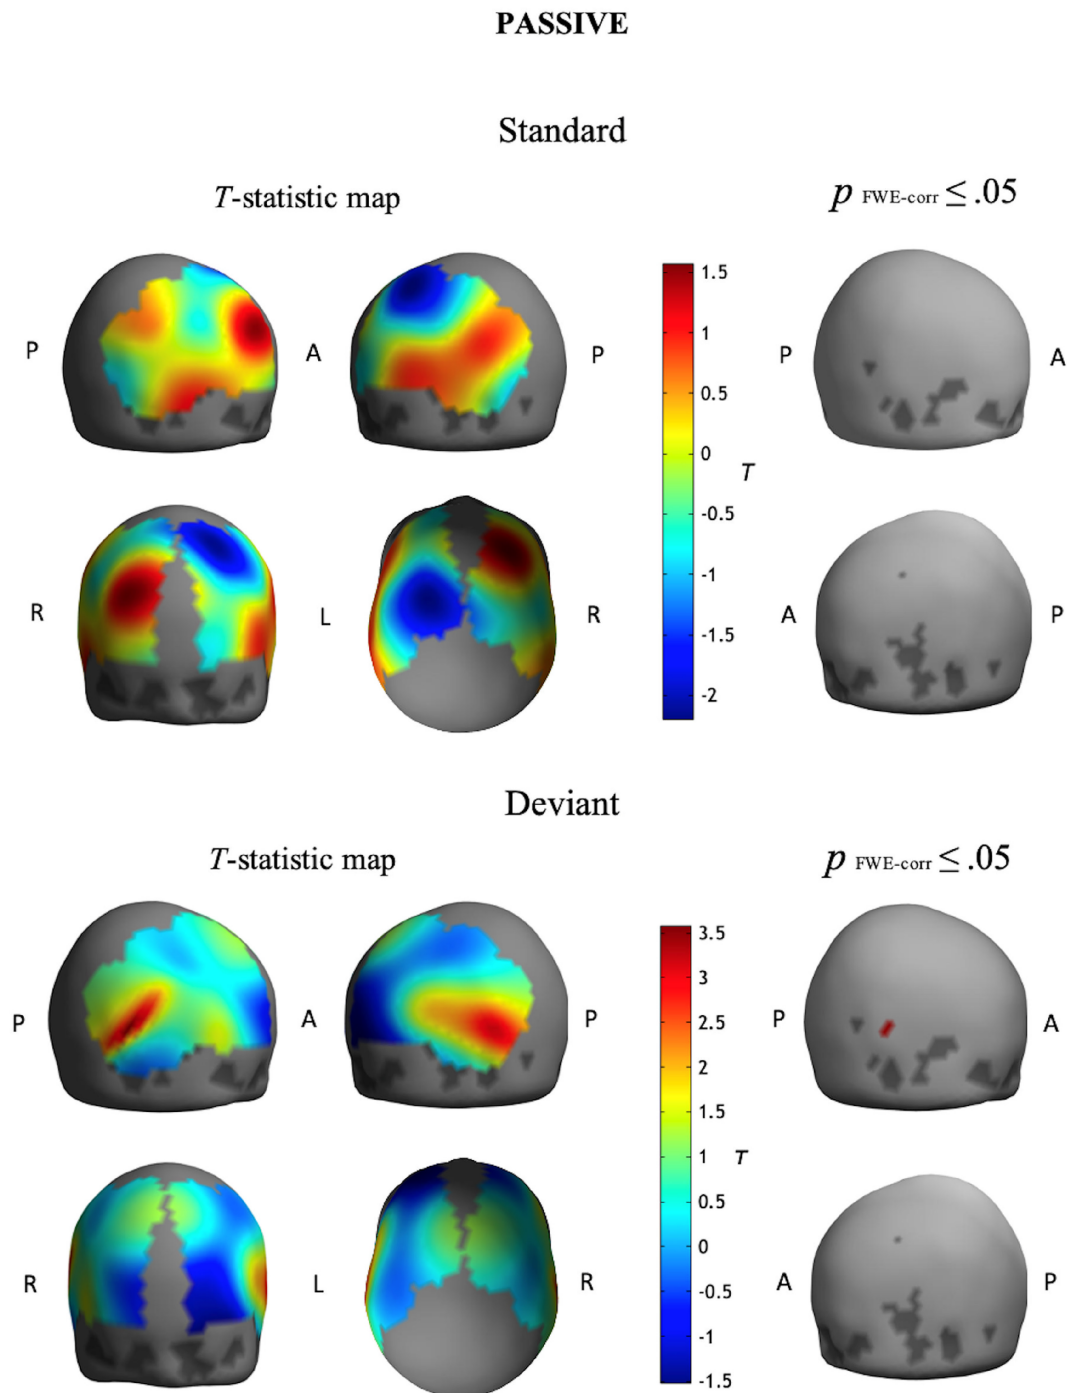 PASSIVE
Standard
T-statistic map
p FWE-corr ≤ .05
P
A
P
P
A
R
L
R
A
P
1.5
1
0.5
0
-0.5
-1
-1.5
-2
T
Deviant
T-statistic map
p FWE-corr ≤ .05
P
A
P
P
A
R
L
R
A
P
3.5
3
2.5
2
1.5
1
0.5
0
-0.5
-1
-1.5
T